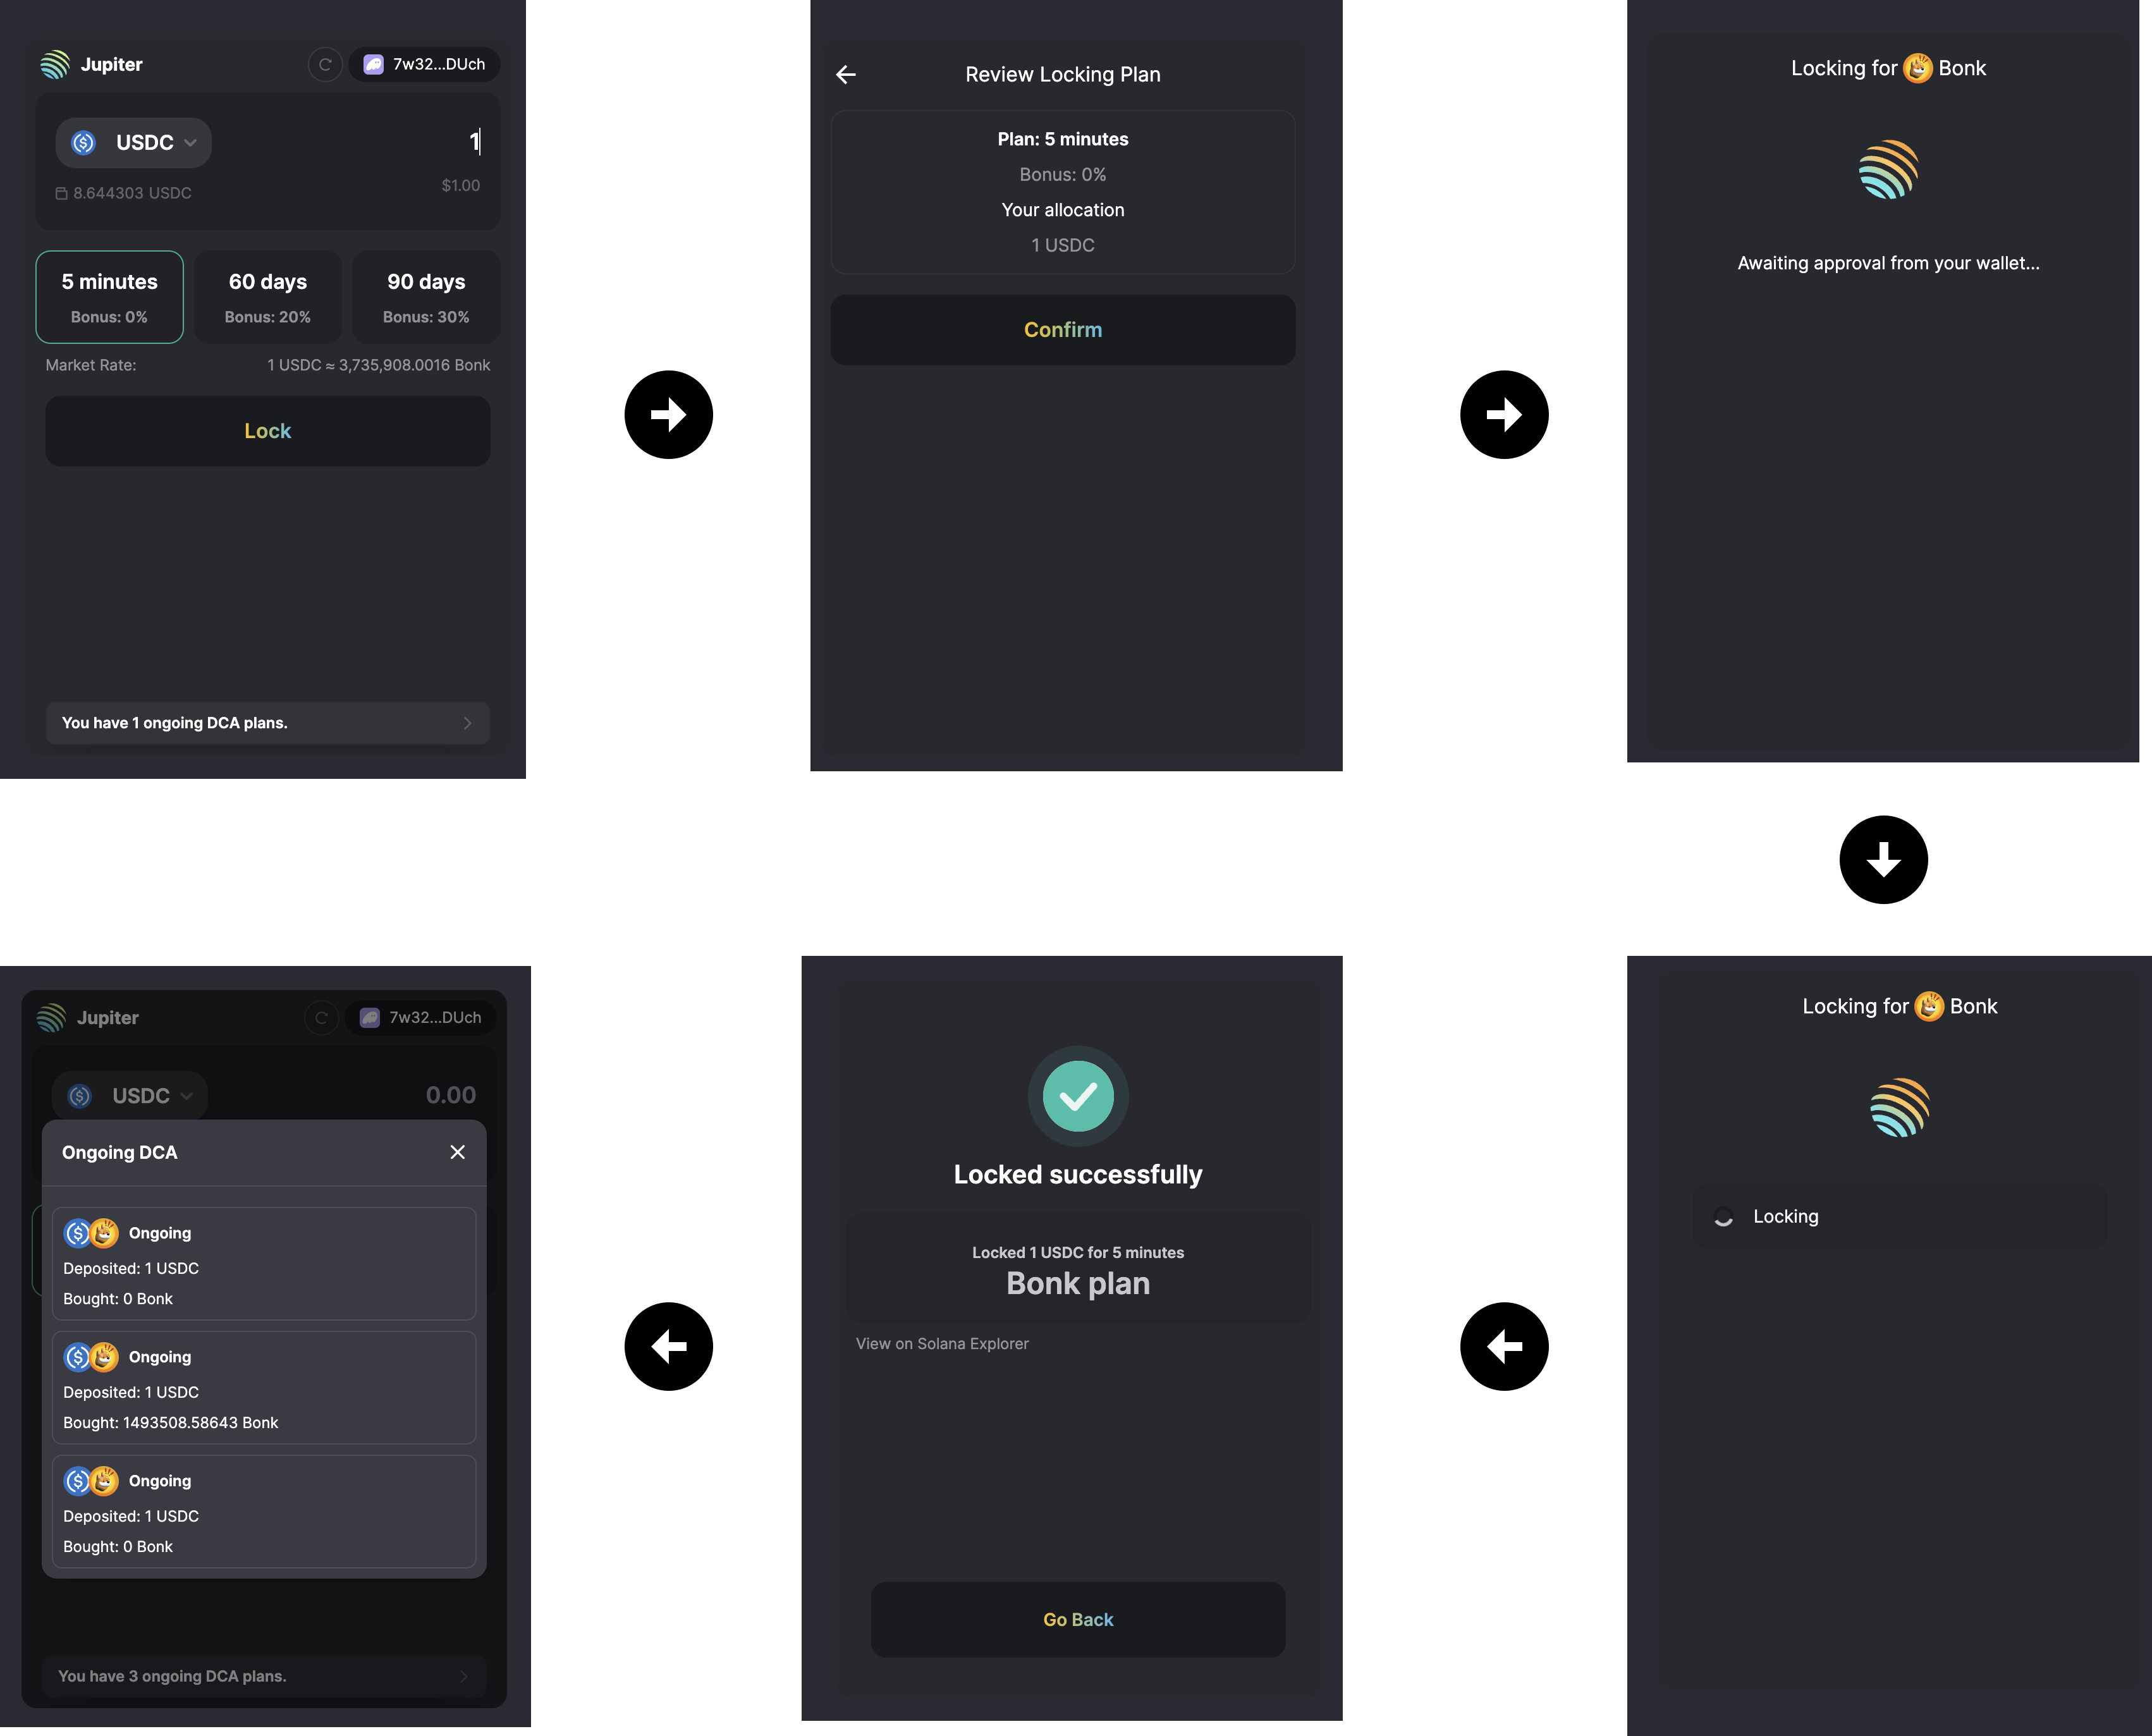 Jupiter
7w32...DUch
USDC
1
8.644303 USDC
$1.00
5 minutes
Bonus: 0%
60 days
Bonus: 20%
90 days
Bonus: 30%
Market Rate:
1 USDC ≈ 3,735,908.0016 Bonk
Lock
You have 1 ongoing DCA plans.
Review Locking Plan
Plan: 5 minutes
Bonus: 0%
Your allocation
1 USDC
Confirm
Locking for Bonk
Awaiting approval from your wallet...
Locking for Bonk
Locking
Locked successfully
Locked 1 USDC for 5 minutes
Bonk plan
View on Solana Explorer
Go Back
Jupiter
7w32...DUch
USDC
0.00
Ongoing DCA
Ongoing
Deposited: 1 USDC
Bought: 0 Bonk
Ongoing
Deposited: 1 USDC
Bought: 1493508.58643 Bonk
Ongoing
Deposited: 1 USDC
Bought: 0 Bonk
You have 3 ongoing DCA plans.